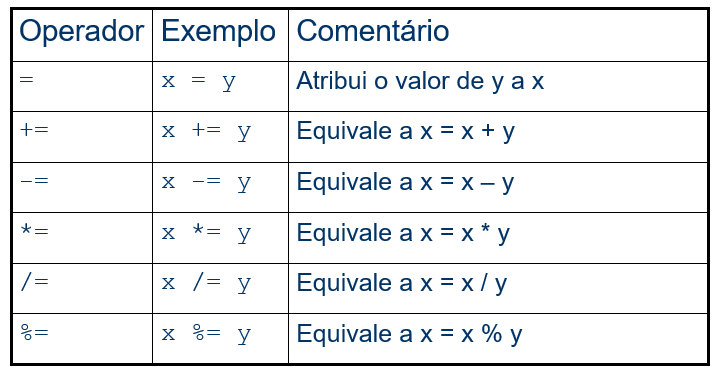 Operador Exemplo Comentário
= x = y Atribui o valor de y a x
+= x += y Equivale a x = x + y
-= x -= y Equivale a x = x – y
*= x *= y Equivale a x = x * y
/= x /= y Equivale a x = x / y
%= x %= y Equivale a x = x % y